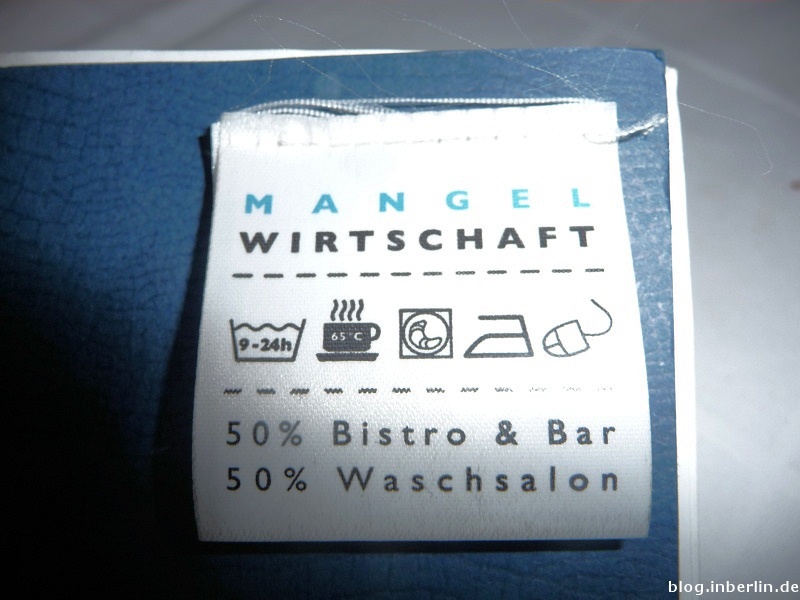 MANGEL
WIRTSCHAFT
9-24h 65°C
50% Bistro & Bar
50% Waschsalon
blog.inberlin.de